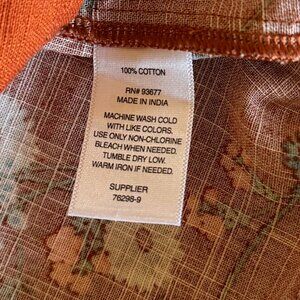 100% COTTON
RN# 93677
MADE IN INDIA
MACHINE WASH COLD
WITH LIKE COLORS.
USE ONLY NON-CHLORINE
BLEACH WHEN NEEDED.
TUMBLE DRY LOW.
WARM IRON IF NEEDED.
SUPPLIER
76298-9